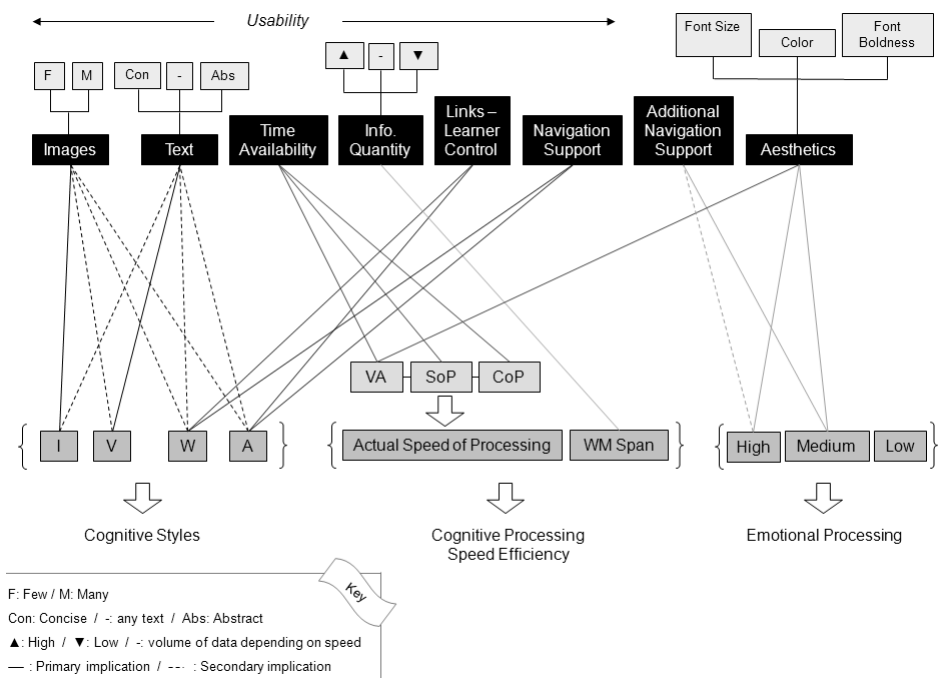 Usability
Font Size
Color
Font
Boldness
F
M
Con
-
Abs
▲
-
▼
Images
Text
Time
Availability
Info.
Quantity
Links –
Learner
Control
Navigation
Support
Additional
Navigation
Support
Aesthetics
VA
SoP
CoP
I
V
W
A
Actual Speed of Processing
WM Span
High
Medium
Low
Cognitive Styles
Cognitive Processing
Speed Efficiency
Emotional Processing
Key
F: Few / M: Many
Con: Concise / -: any text / Abs: Abstract
▲: High / ▼: Low / -: volume of data depending on speed
— : Primary implication / --· : Secondary implication